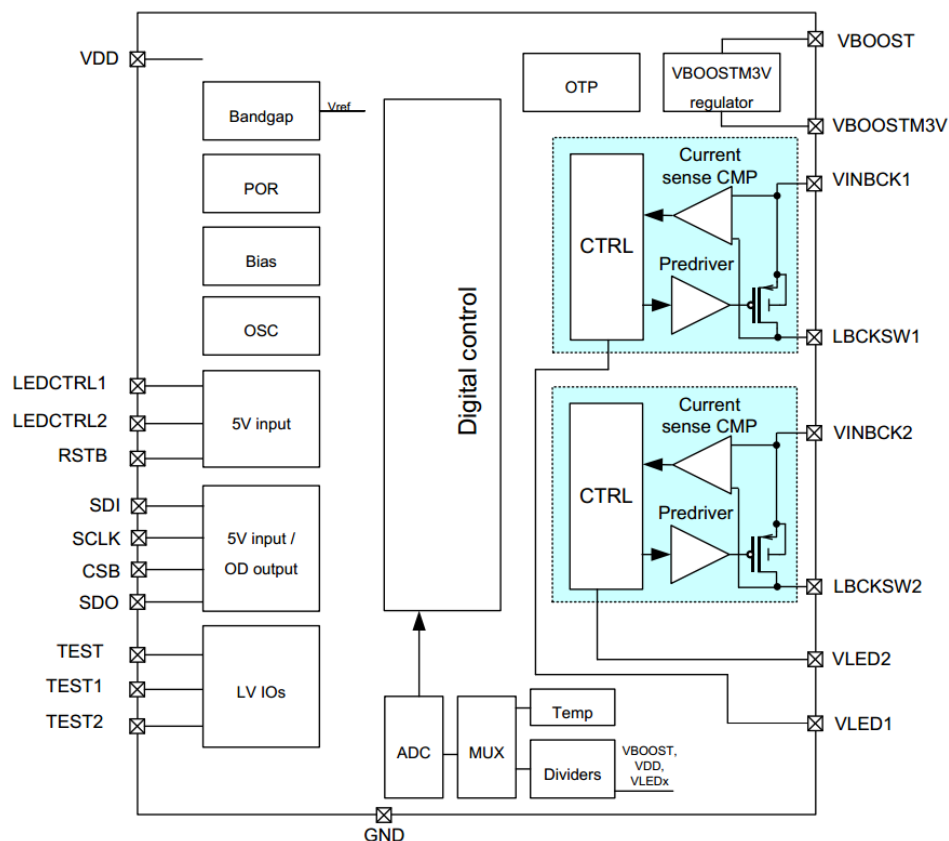 VDD
Bandgap
Vref
POR
Bias
OSC
LEDCTRL1
LEDCTRL2
RSTB
5V input
SDI
SCLK
CSB
SDO
5V input /
OD output
TEST
TEST1
TEST2
LV IOs
Digital control
OTP
VBOOSTM3V
regulator
VBOOST
VBOOSTM3V
Current
sense CMP
CTRL
Predriver
VINBCK1
LBCKSW1
Current
sense CMP
CTRL
Predriver
VINBCK2
LBCKSW2
VLED2
VLED1
ADC
MUX
Temp
Dividers
VBOOST,
VDD,
VLEDx
GND